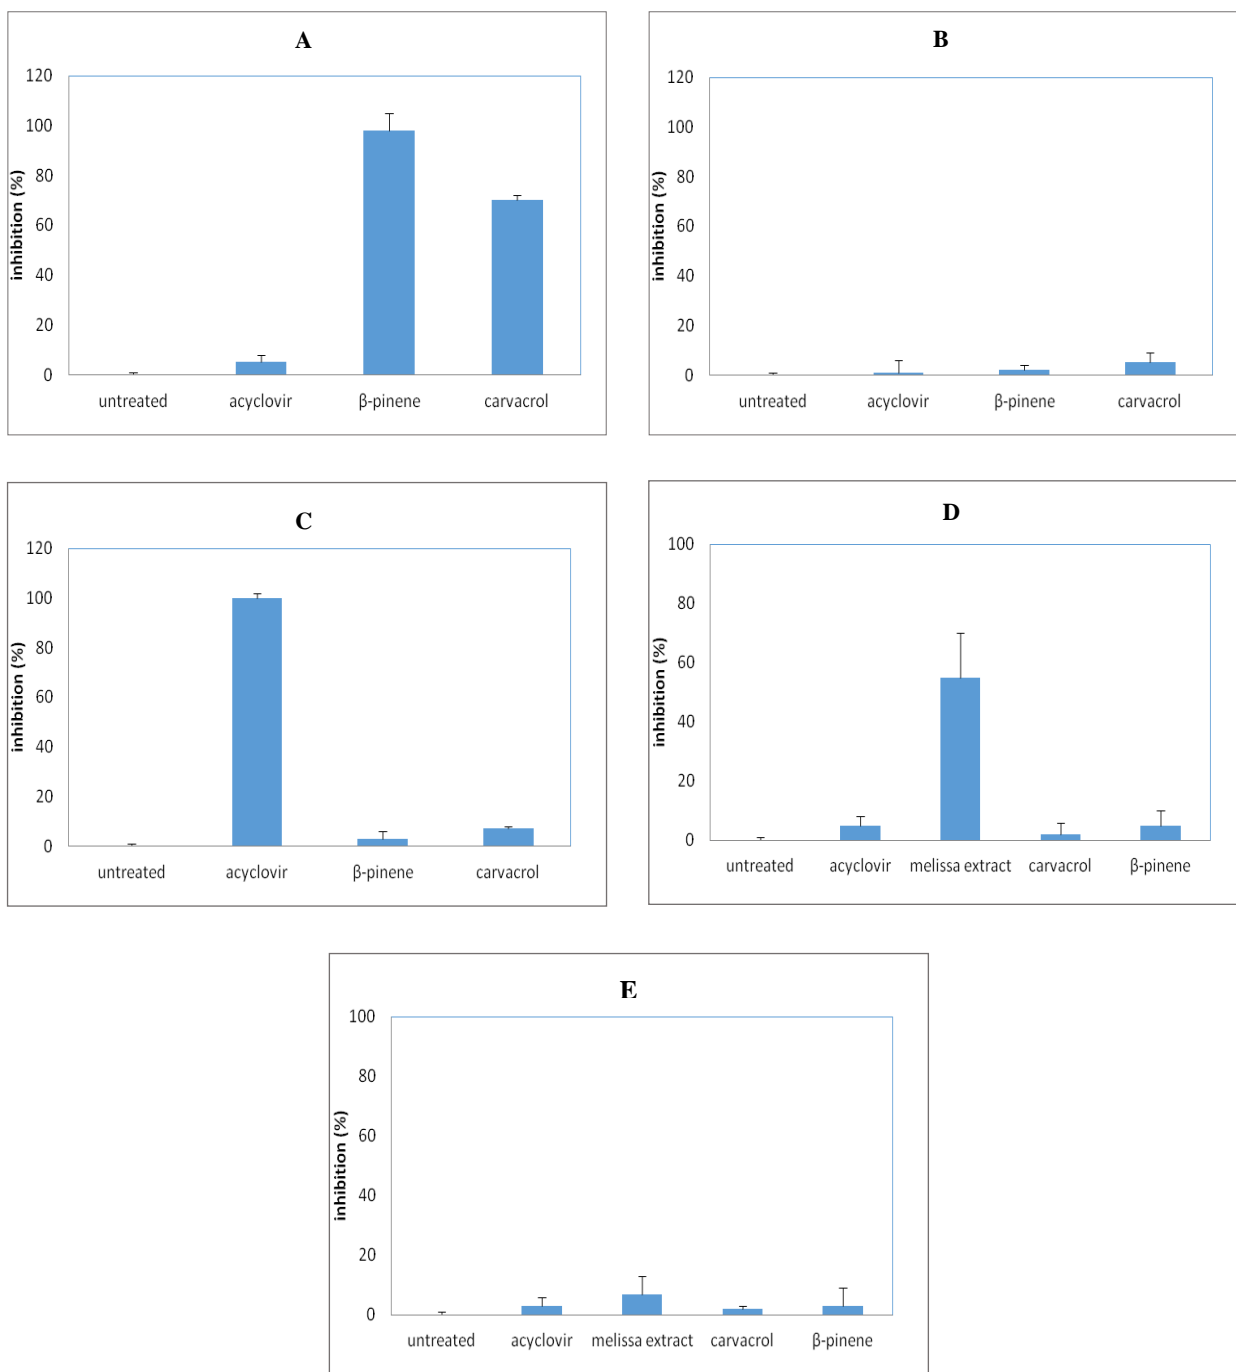 A
inhibition (%)
120
100
80
60
40
20
0
untreated acyclovir β-pinene carvacrol
B
inhibition (%)
120
100
80
60
40
20
0
untreated acyclovir β-pinene carvacrol
C
inhibition (%)
120
100
80
60
40
20
0
untreated acyclovir β-pinene carvacrol
D
inhibition (%)
100
80
60
40
20
0
untreated acyclovir melissa extract carvacrol β-pinene
E
inhibition (%)
100
80
60
40
20
0
untreated acyclovir melissa extract carvacrol β-pinene